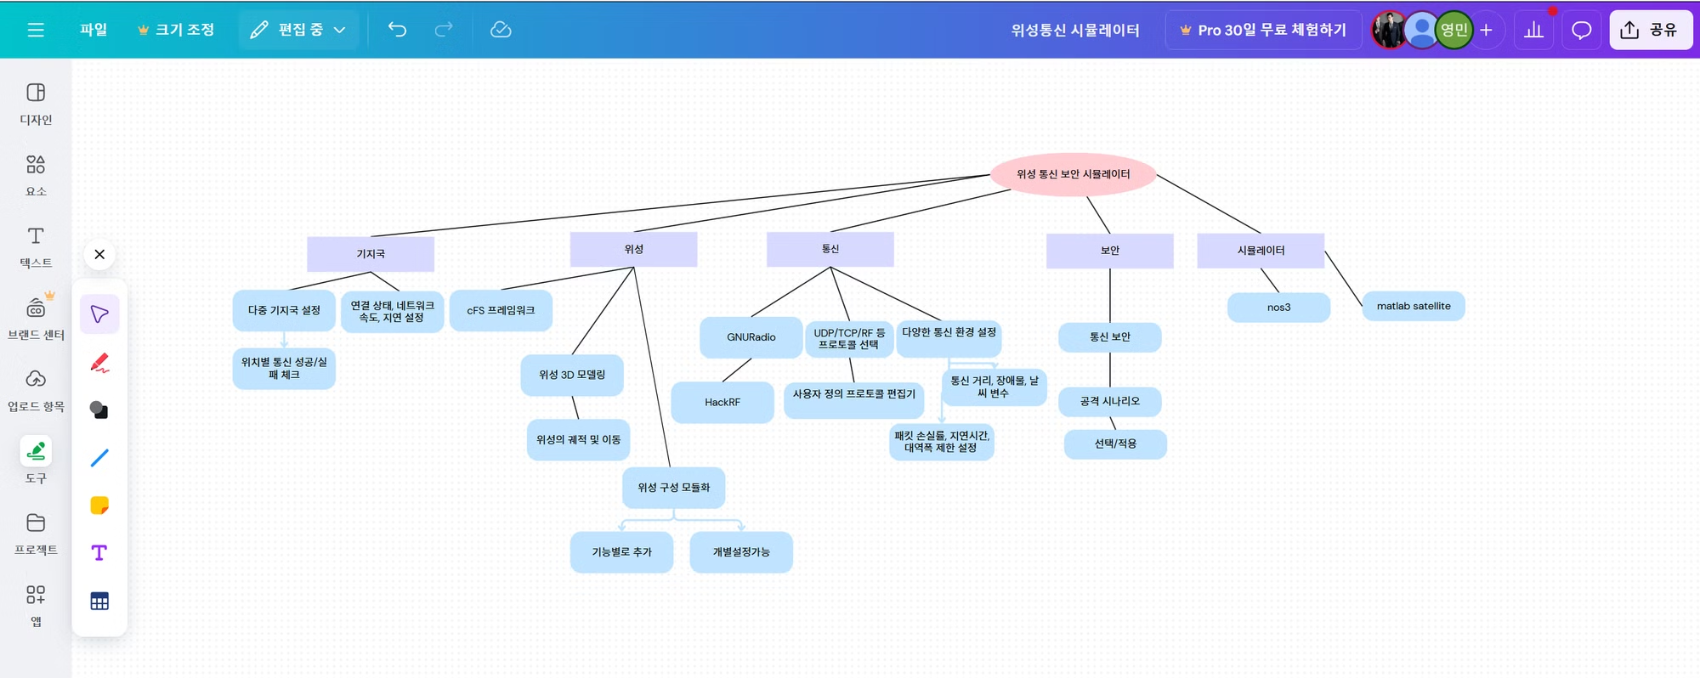 파일
크기 조정
편집 중
위성통신 시뮬레이터
Pro 30일 무료 체험하기
영민
공유
디자인
요소
텍스트
브랜드 센터
업로드 항목
도구
프로젝트
앱
위성 통신 보안 시뮬레이터
기지국
위성
통신
보안
시뮬레이터
다중 기지국 설정
연결 상태, 네트워크
속도, 지연 설정
cFS 프레임워크
nos3
matlab satellite
GNURadio
UDP/TCP/RF 등
프로토콜 선택
다양한 통신 환경 설정
통신 보안
위치별 통신 성공/실
패 체크
위성 3D 모델링
HackRF
사용자 정의 프로토콜 편집기
통신 거리, 장애물, 날
씨 변수
공격 시나리오
위성의 궤적 및 이동
패킷 손실률, 지연시간,
대역폭 제한 설정
선택/적용
위성 구성 모듈화
기능별로 추가
개별설정가능